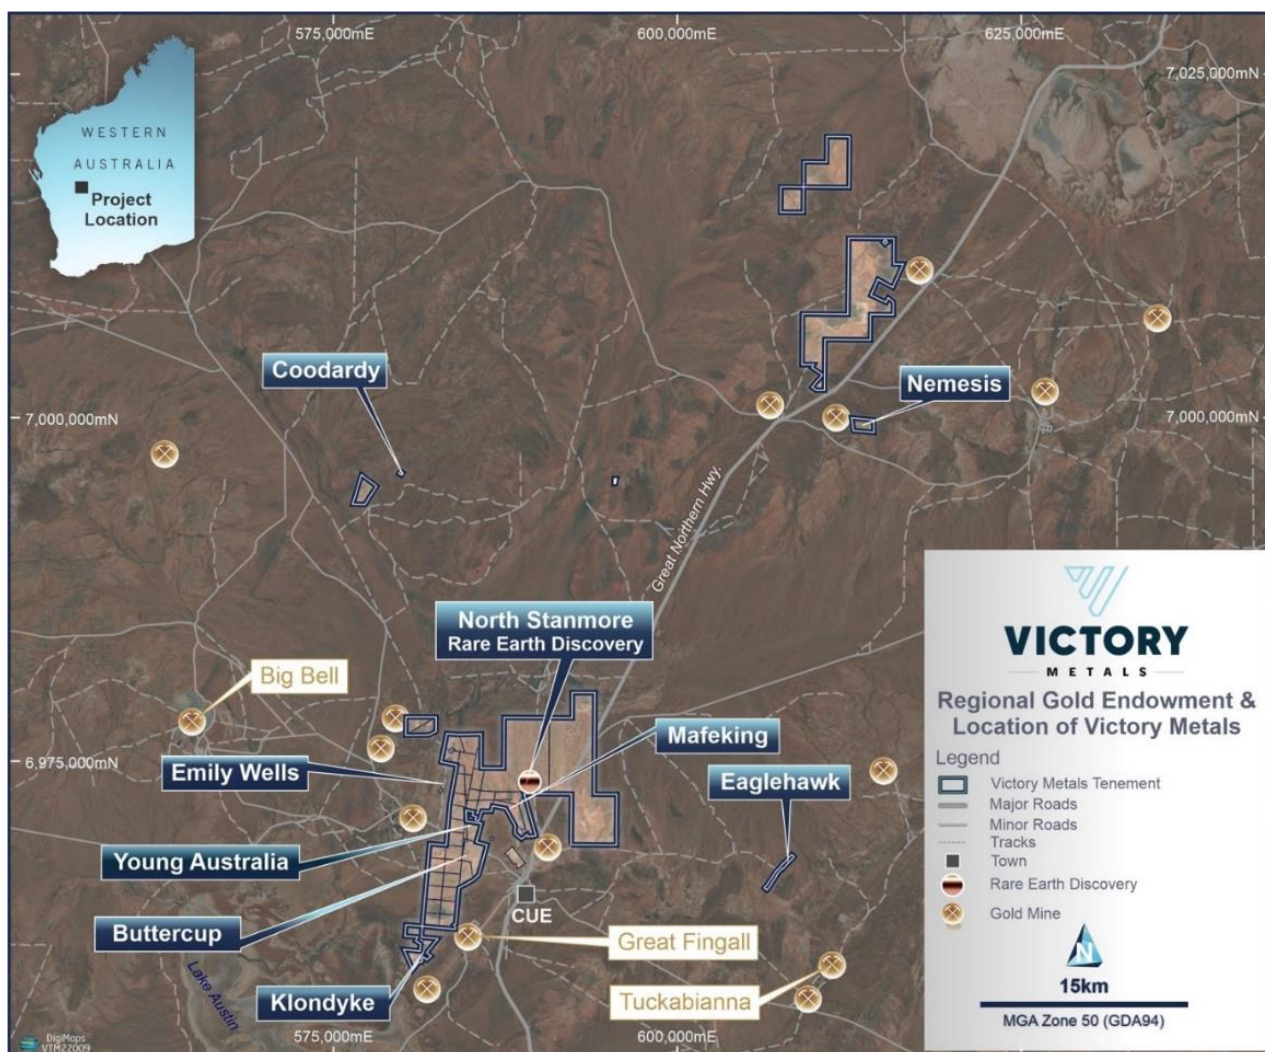 575,000mE
600,000mE
625,000mE
7,025,000mN
WESTERN
AUSTRALIA
Project
Location
Coodardy
Nemesis
7,000,000mN
7,000,000mN
Great Northern Hwy.
North Stanmore
Rare Earth Discovery
Big Bell
Mafeking
6,975,000mN
Emily Wells
Eaglehawk
Young Australia
CUE
Buttercup
Great Fingall
Lake Austin
Klondyke
Tuckabianna
575,000mE
600,000mE
DigiMaps
VTM22009
VICTORY
METALS
Regional Gold Endowment &
Location of Victory Metals
Legend
Victory Metals Tenement
Major Roads
Minor Roads
Tracks
Town
Rare Earth Discovery
Gold Mine
N
15km
MGA Zone 50 (GDA94)